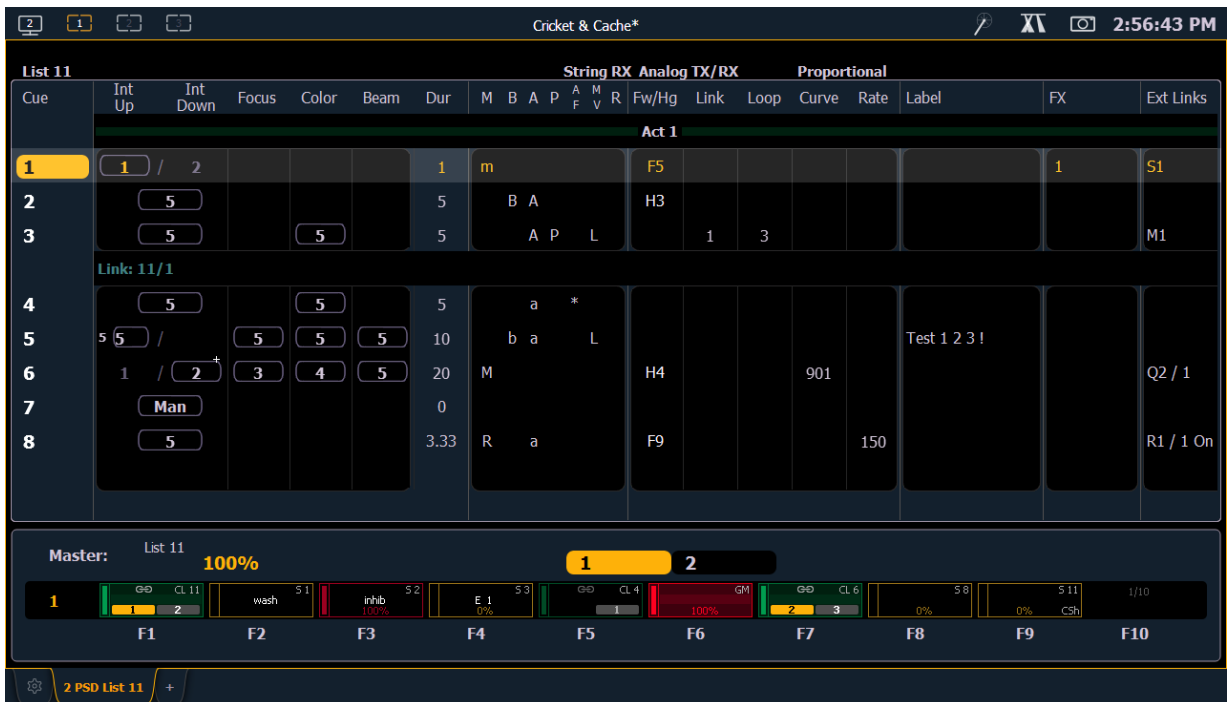 2 1 2 3 Cricket & Cache* 2:56:43 PM
List 11 String RX Analog TX/RX Proportional
Cue Int Up Int Down Focus Color Beam Dur M B A P A F M V R Fw/Hg Link Loop Curve Rate Label FX Ext Links
Act 1
1 1 / 2 1 m F5 1 S1
2 5 5 B A H3
3 5 5 5 A P L 1 3 M1
Link: 11/1
4 5 5 5 a *
5 5 5 / 5 5 5 10 b a L Test 1 2 3 !
6 1 / 2 3 4 5 20 M H4 901 Q2 / 1
7 Man 0
8 5 3.33 R a F9 150 R1 / 1 On
Master: List 11 100% 1 2
1 CL 11 1 2 wash S 1 inhib 100% S 2 E 1 0% S 3 CL 4 1 GM 100% CL 6 2 3 S 8 0% S 11 0% CSh 1/10
F1 F2 F3 F4 F5 F6 F7 F8 F9 F10
2 PSD List 11 +